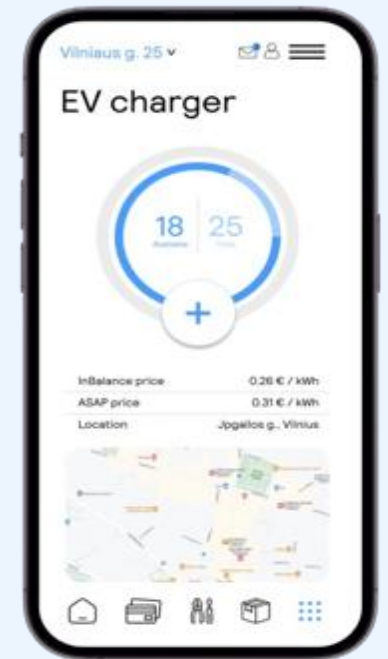 Vilniaus g. 25
EV charger
18 25
Available
InBalance price 0.26 € / kWh
ASAP price 0.31 € / kWh
Location Jogailos g., Vilnius